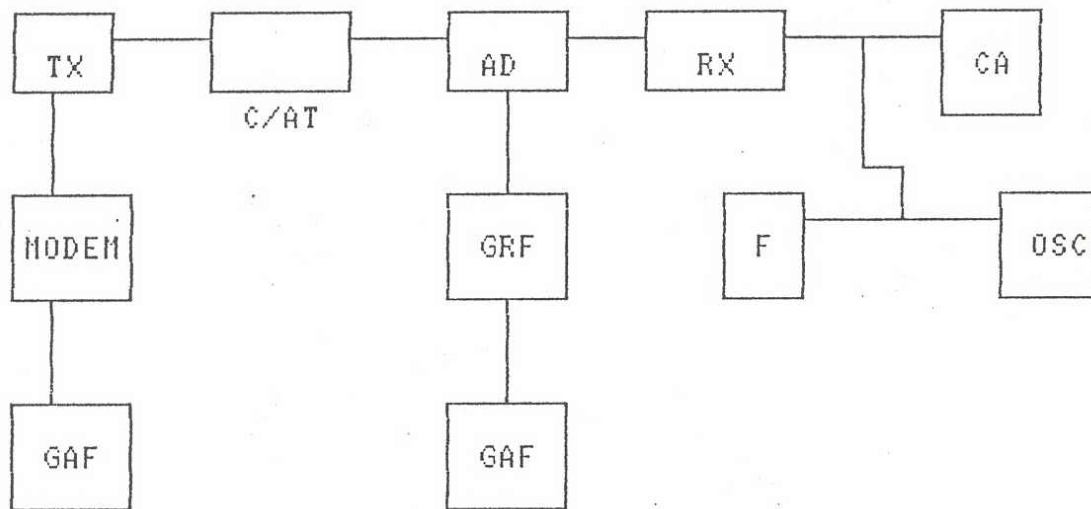 TX
AD
RX
CA
C/AT
MODEM
GRF
F
OSC
GAF
GAF